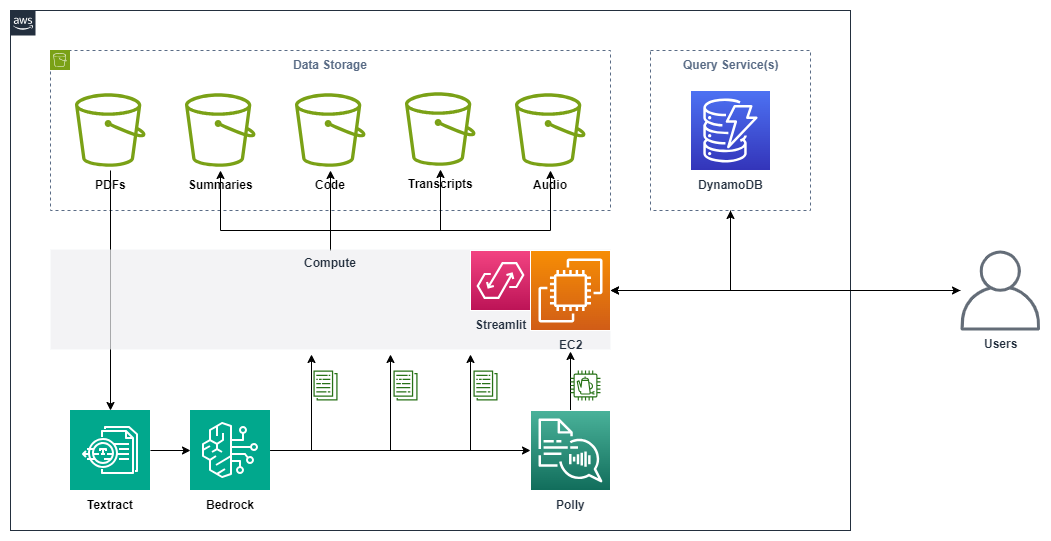 aws
Data Storage
Query Service(s)
PDFs
Summaries
Code
Transcripts
Audio
DynamoDB
Compute
Streamlit
EC2
Users
Textract
Bedrock
Polly